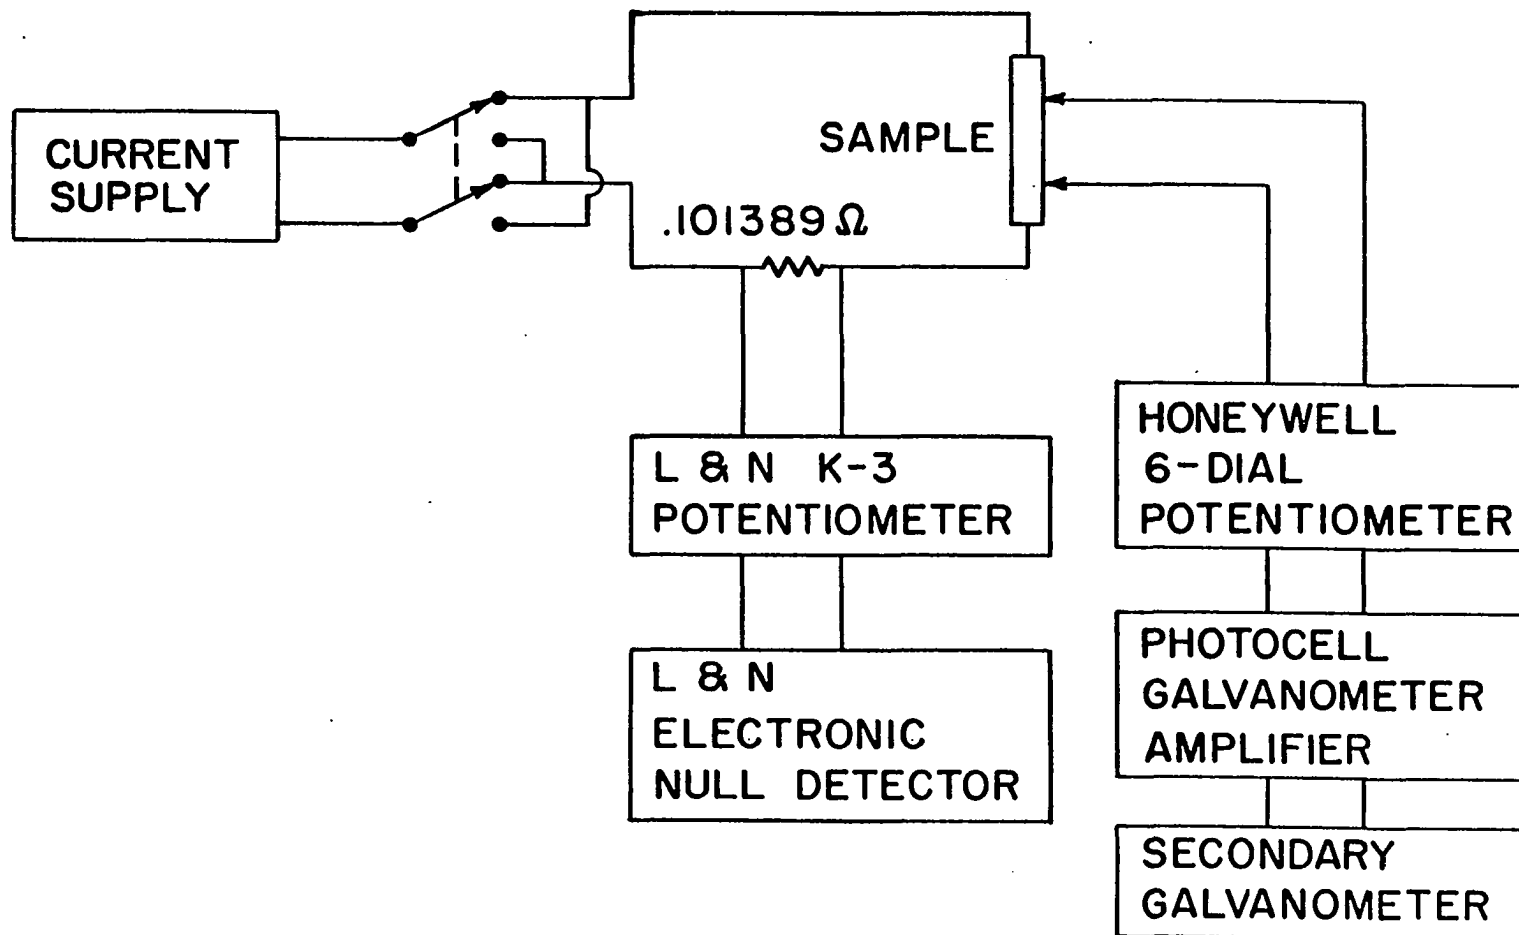 CURRENT
SUPPLY
SAMPLE
.101389 Ω
L & N K-3
POTENTIOMETER
L & N
ELECTRONIC
NULL DETECTOR
HONEYWELL
6-DIAL
POTENTIOMETER
PHOTOCELL
GALVANOMETER
AMPLIFIER
SECONDARY
GALVANOMETER